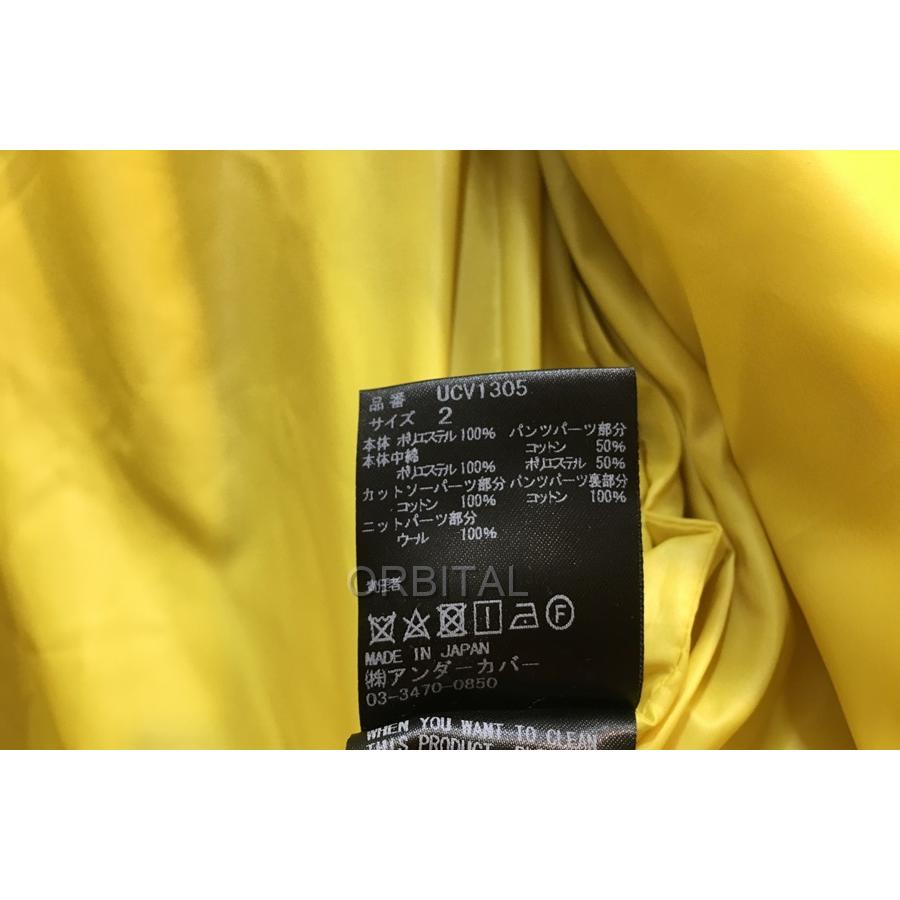 品番 UCV1305
サイズ 2
本体 ポリエステル100%
本体中綿
ポリエステル100%
カットソーパーツ部分
コットン 100%
ニットパーツ部分
ウール 100%
パンツパーツ部分
コットン 50%
ポリエステル 50%
パンツパーツ裏部分
コットン 100%
責任者
ORBITAL
F
MADE IN JAPAN
(株)アンダーカバー
03-3470-0850
WHEN YOU WANT TO CLEAN
THIS PRODUCT